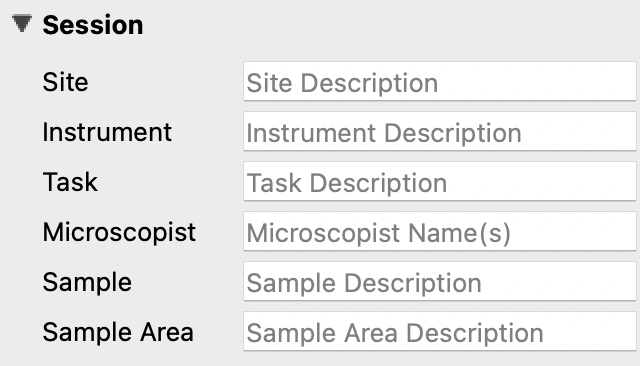 Session
Site Site Description
Instrument Instrument Description
Task Task Description
Microscopist Microscopist Name(s)
Sample Sample Description
Sample Area Sample Area Description